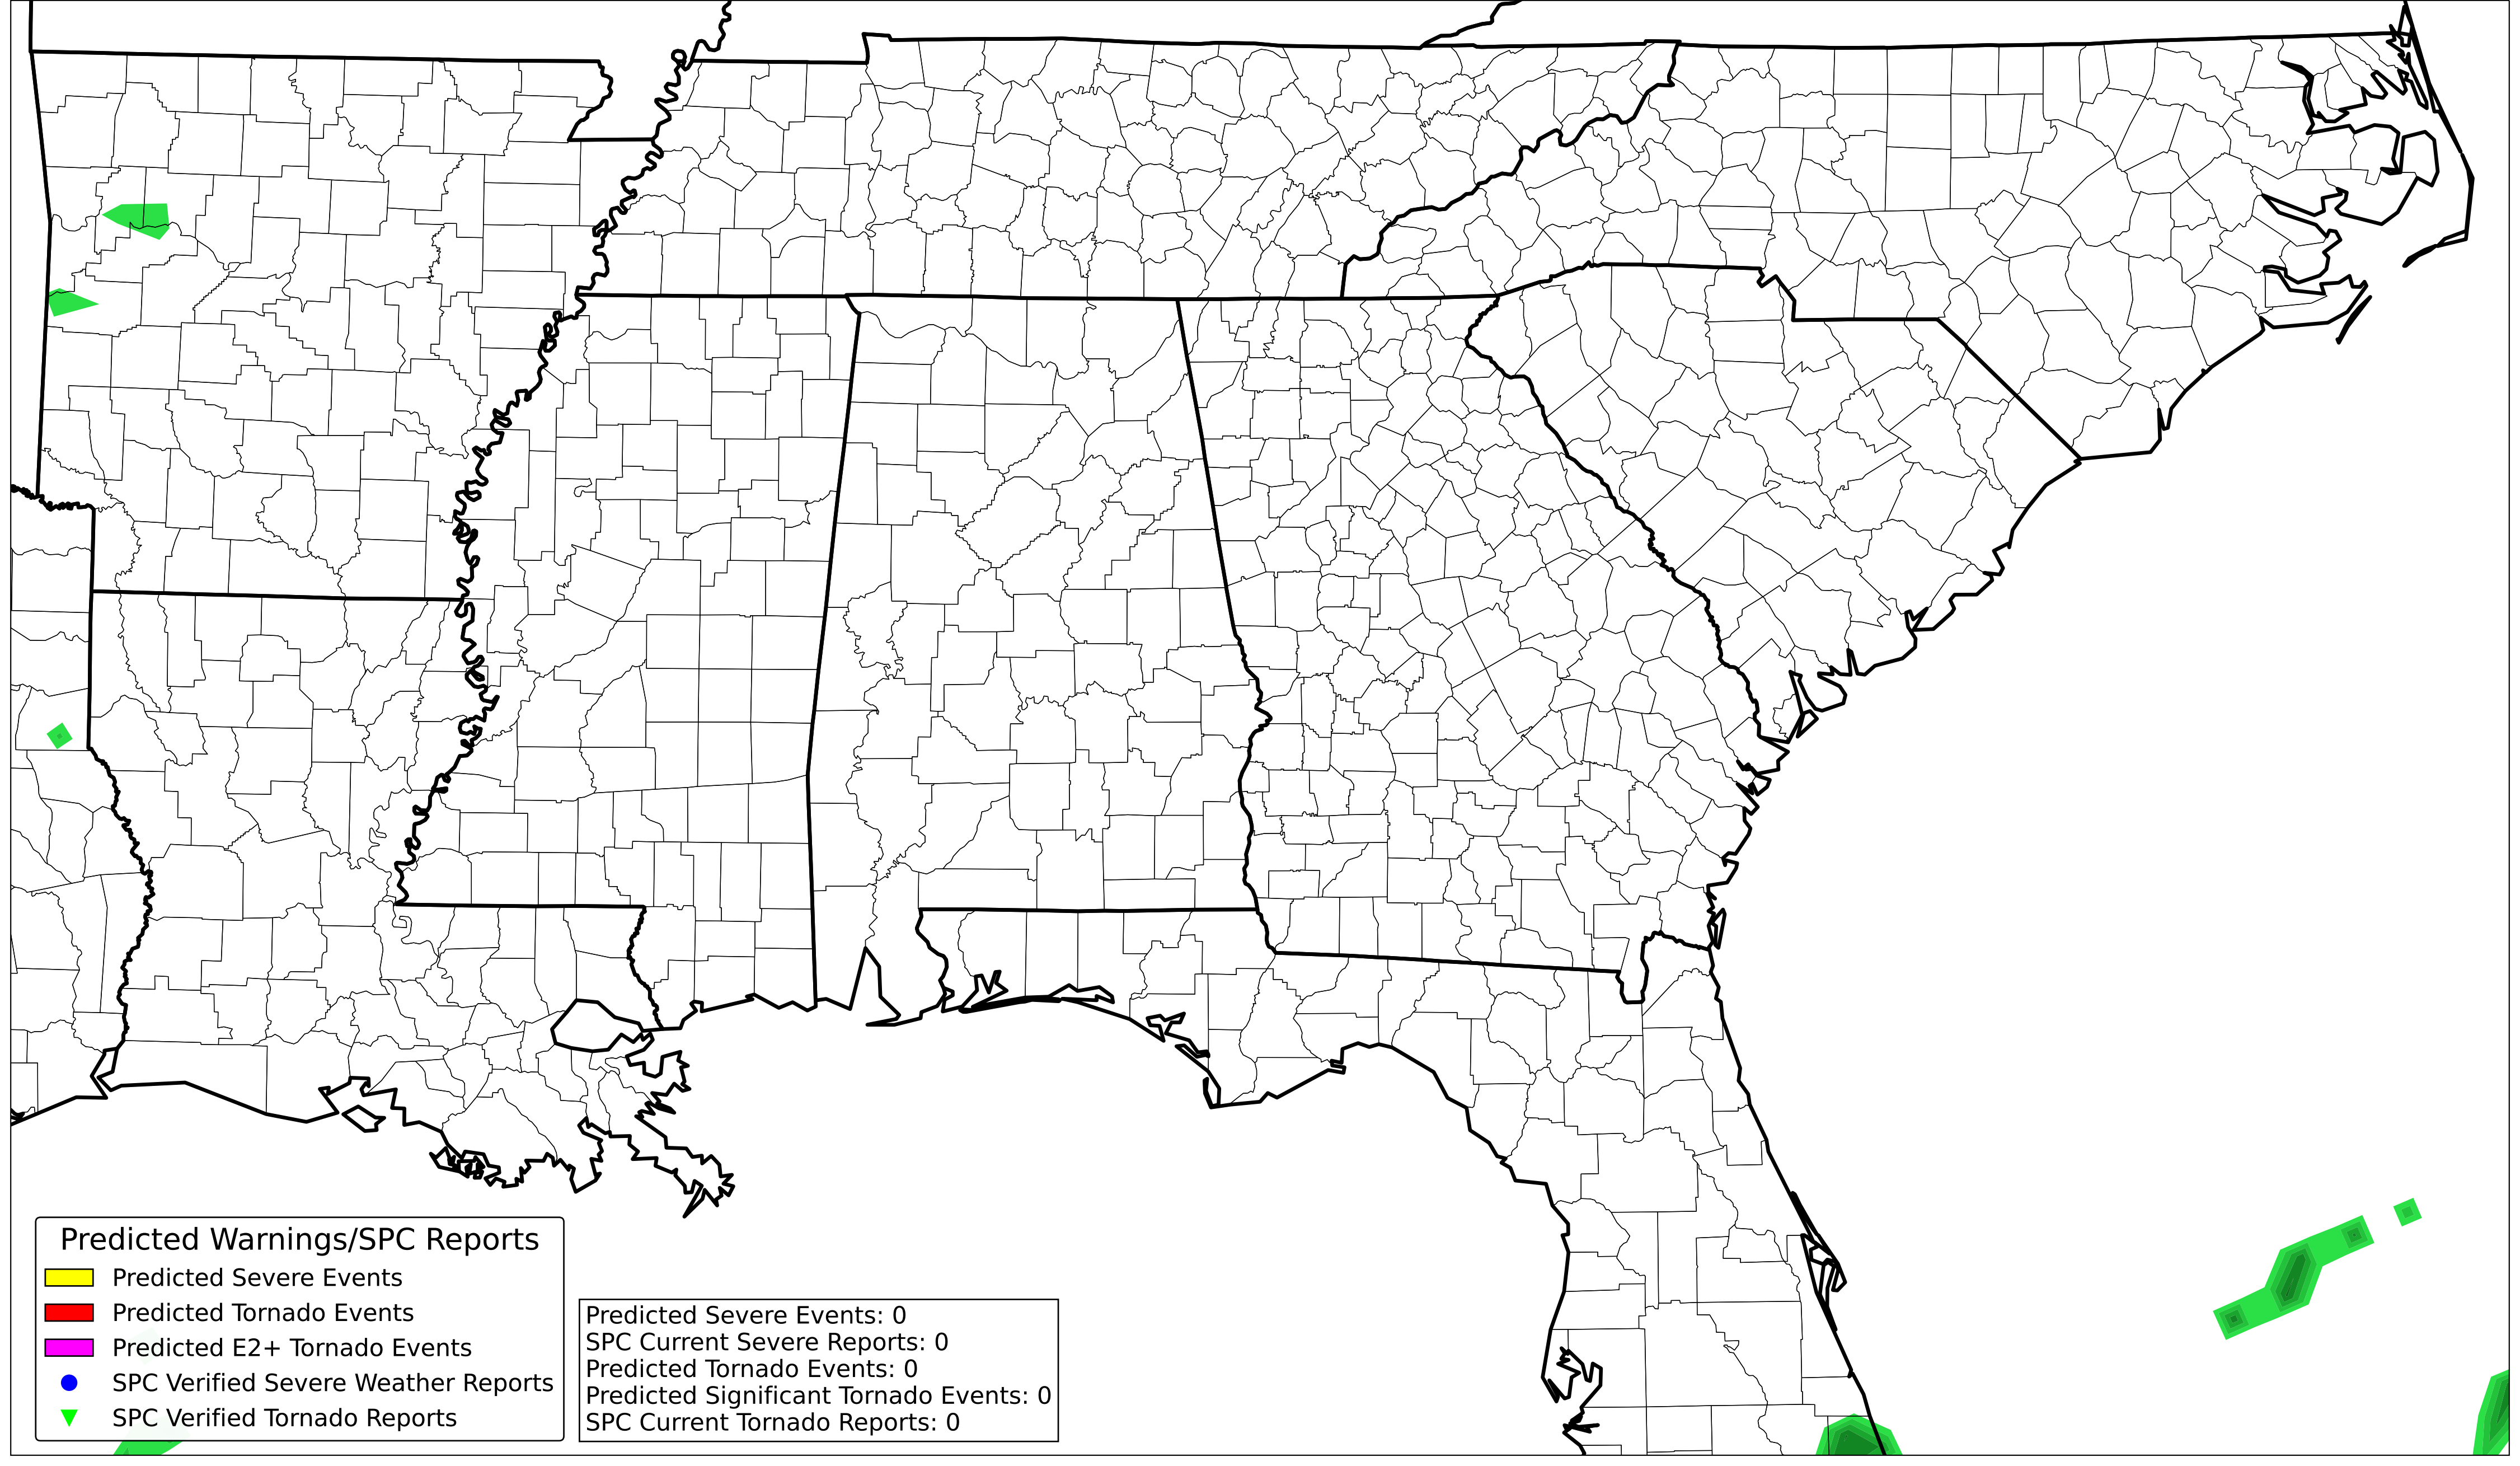 Predicted Warnings/SPC Reports
Predicted Severe Events
Predicted Tornado Events
Predicted E2+ Tornado Events
SPC Verified Severe Weather Reports
SPC Verified Tornado Reports
Predicted Severe Events: 0
SPC Current Severe Reports: 0
Predicted Tornado Events: 0
Predicted Significant Tornado Events: 0
SPC Current Tornado Reports: 0